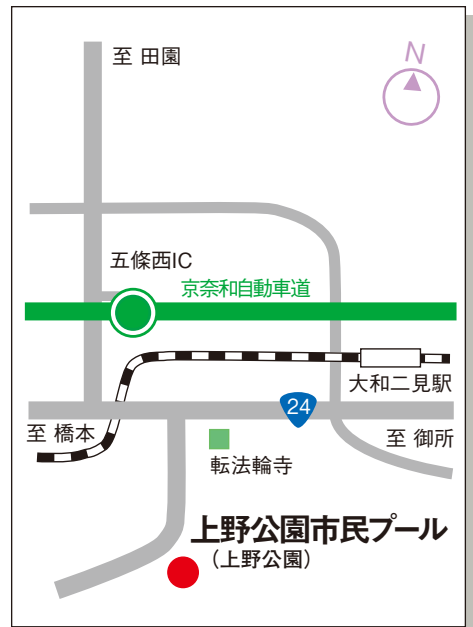 至 田園
N
五條西IC
京奈和自動車道
大和二見駅
24
至 橋本
至 御所
転法輪寺
上野公園市民プール
(上野公園)